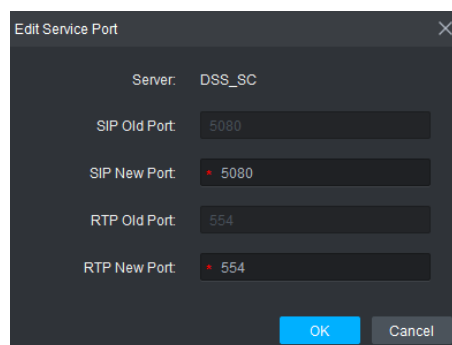 Edit Service Port
Server: DSS_SC
SIP Old Port: 5080
SIP New Port: * 5080
RTP Old Port: 554
RTP New Port: * 554
OK Cancel